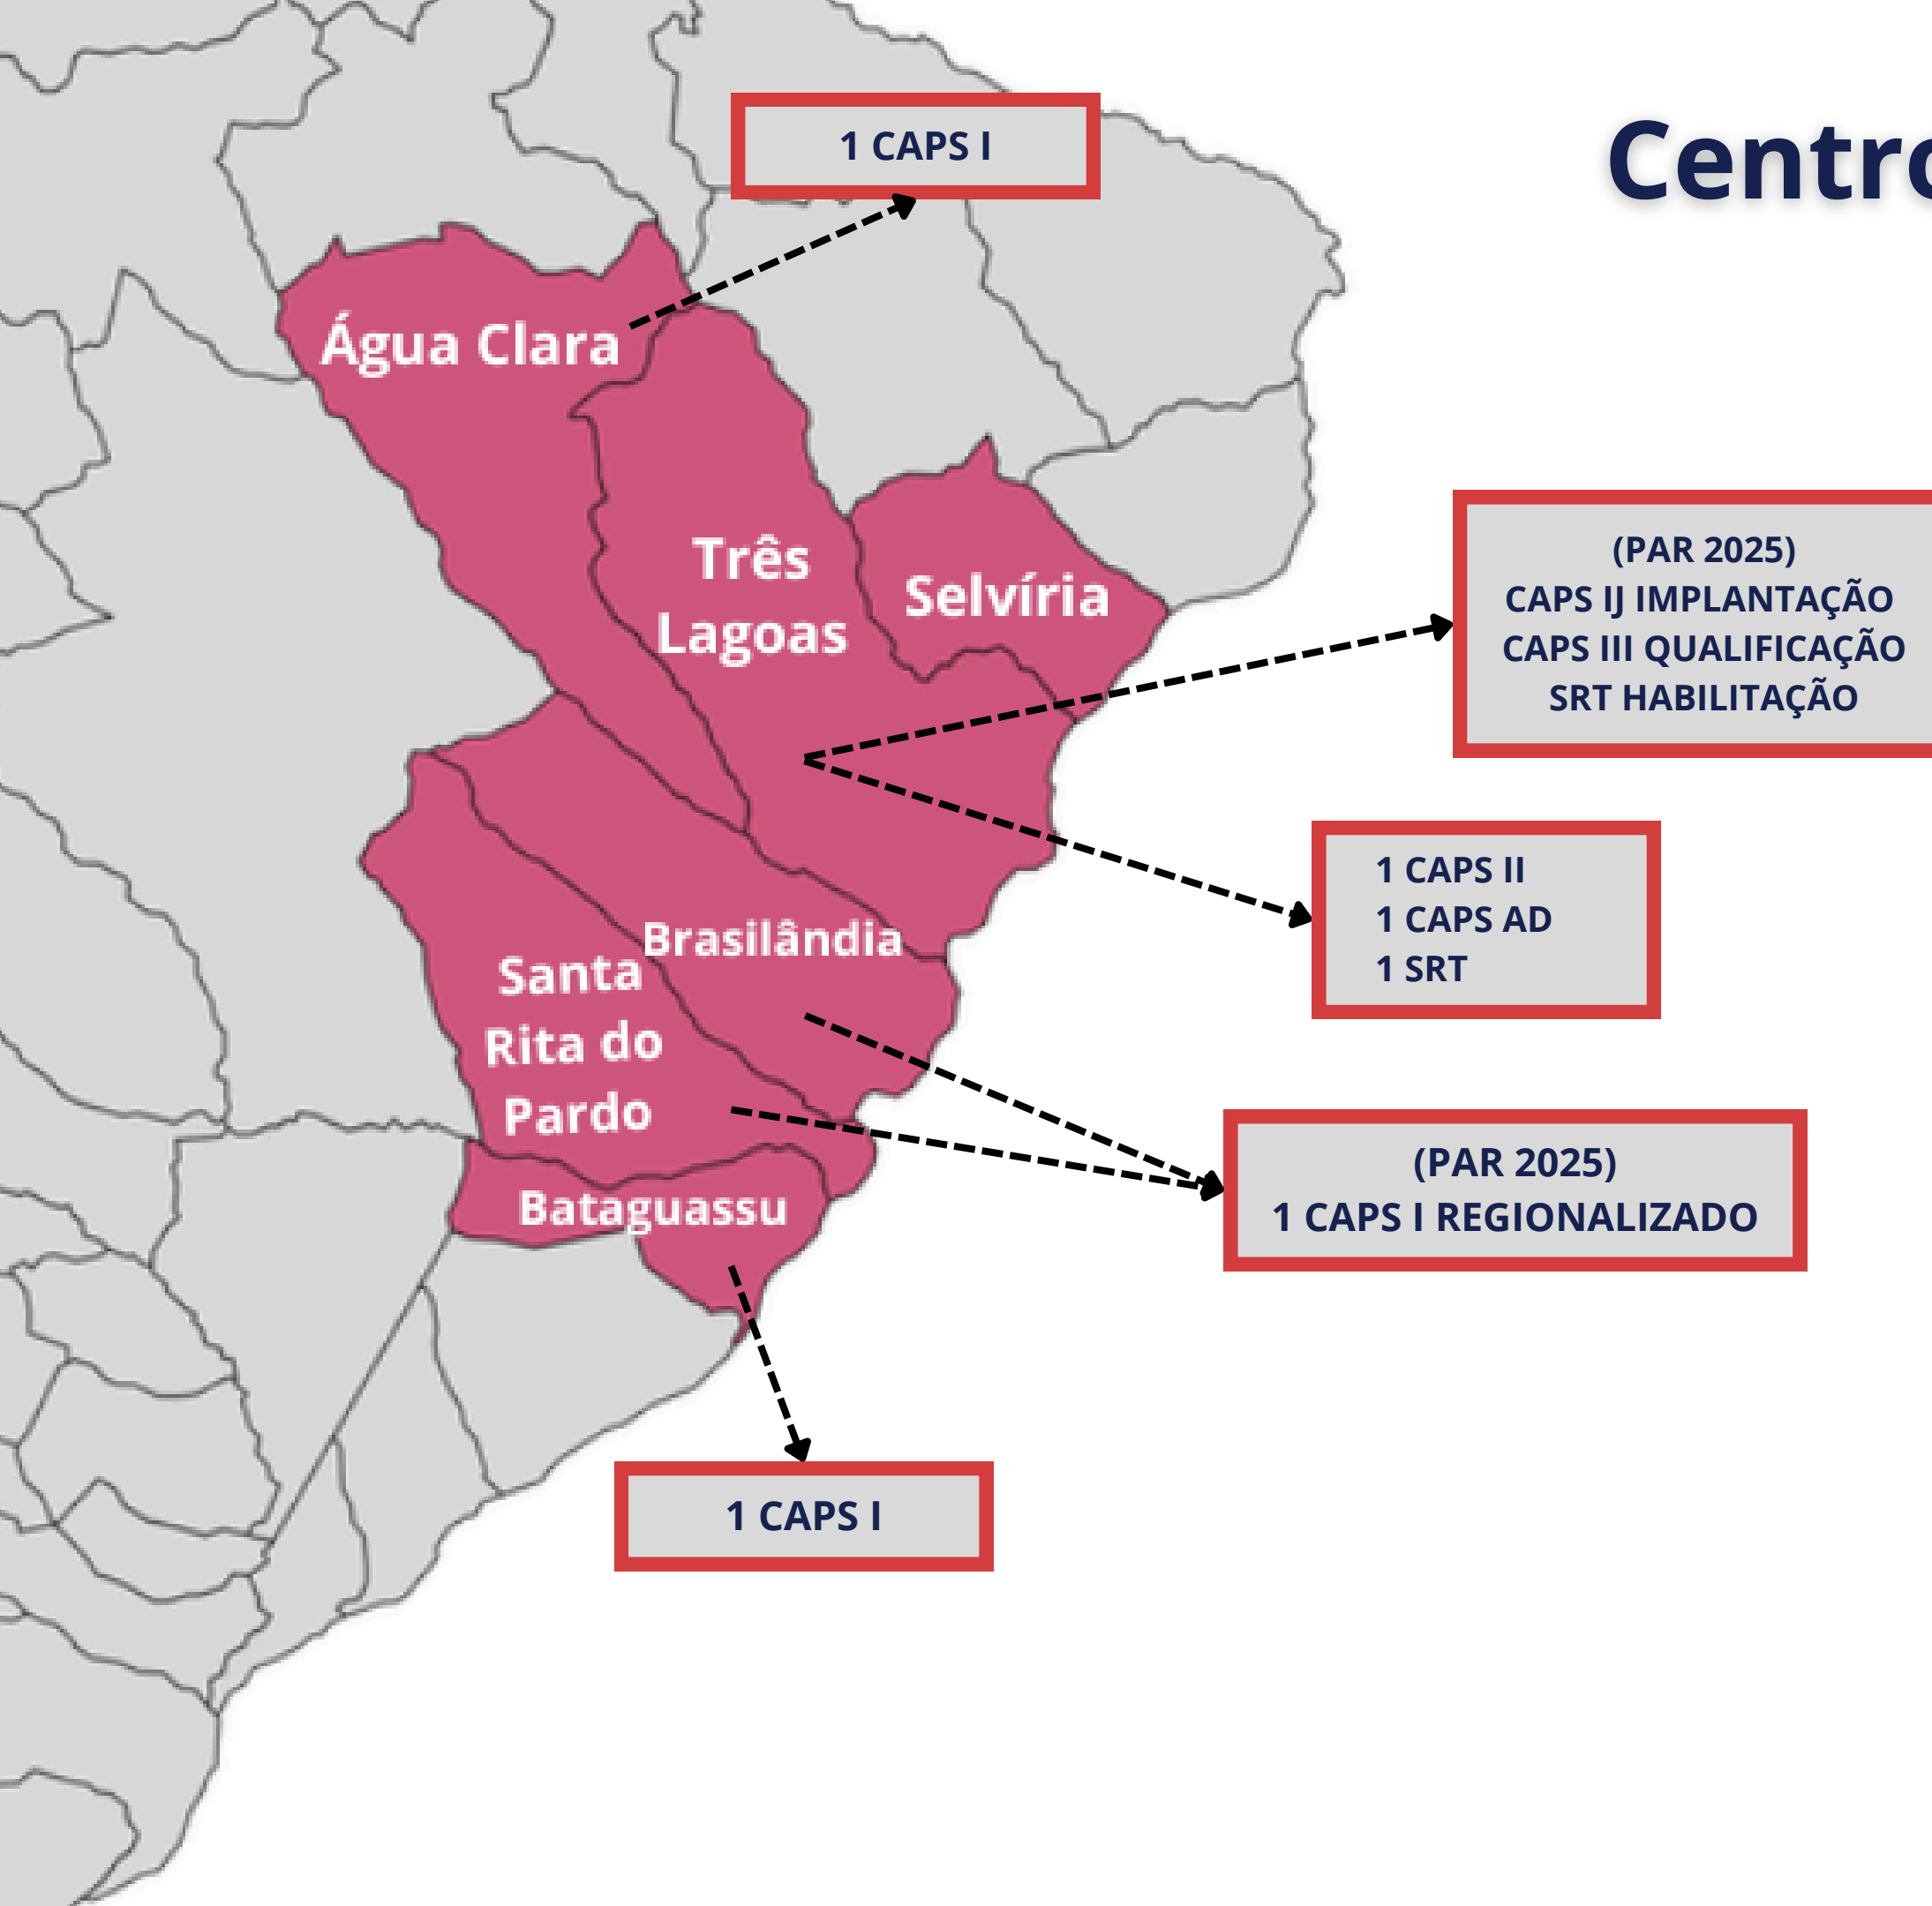 1 CAPS I
Centro
Água Clara
Três
Lagoas
Selvíria
(PAR 2025)
CAPS IJ IMPLANTAÇÃO
CAPS III QUALIFICAÇÃO
SRT HABILITAÇÃO
1 CAPS II
1 CAPS AD
1 SRT
Brasilândia
Santa
Rita do
Pardo
(PAR 2025)
1 CAPS I REGIONALIZADO
Bataguassu
1 CAPS I